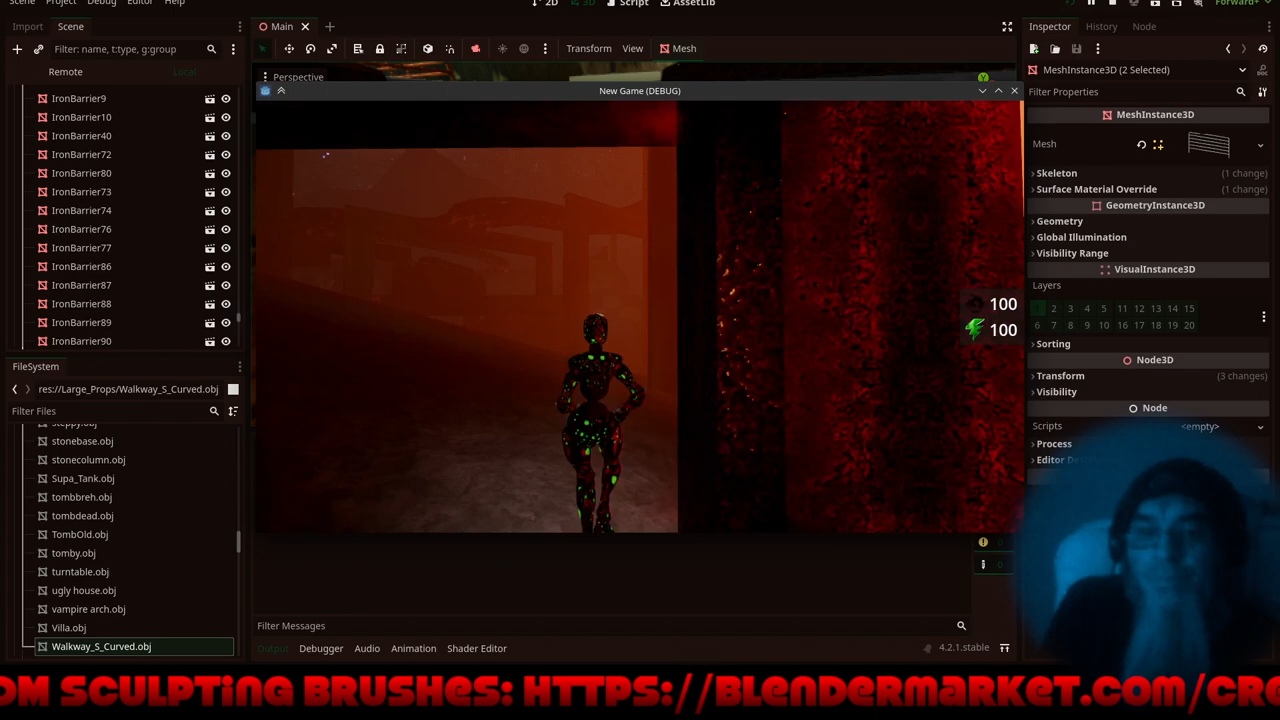 Scene Project Debug Editor Help
2D 3D Script AssetLib
Forward+
Import Scene
Main
Inspector History Node
Filter: name, t:type, g:group
Transform View Mesh
Remote Local
Perspective
Y
MeshInstance3D (2 Selected)
New Game (DEBUG)
Filter Properties
IronBarrier9
IronBarrier10
IronBarrier40
IronBarrier72
IronBarrier80
IronBarrier73
IronBarrier74
IronBarrier76
IronBarrier77
IronBarrier86
IronBarrier87
IronBarrier88
IronBarrier89
IronBarrier90
MeshInstance3D
Mesh
Skeleton (1 change)
Surface Material Override (1 change)
GeometryInstance3D
Geometry
Global Illumination
Visibility Range
VisualInstance3D
Layers
1 2 3 4 5 11 12 13 14 15
6 7 8 9 10 16 17 18 19 20
Sorting
Node3D
Transform (3 changes)
Visibility
Node
Scripts <empty>
Process
100
100
FileSystem
res://Large_Props/Walkway_S_Curved.obj
Filter Files
stonebase.obj
stonecolumn.obj
Supa_Tank.obj
tombbreh.obj
tombdead.obj
TombOld.obj
tomby.obj
turntable.obj
ugly house.obj
vampire arch.obj
Villa.obj
Walkway_S_Curved.obj
0
0
Filter Messages
Output Debugger Audio Animation Shader Editor
4.2.1.stable
OM SCULPTING BRUSHES: HTTPS://BLENDERMARKET.COM/CRE